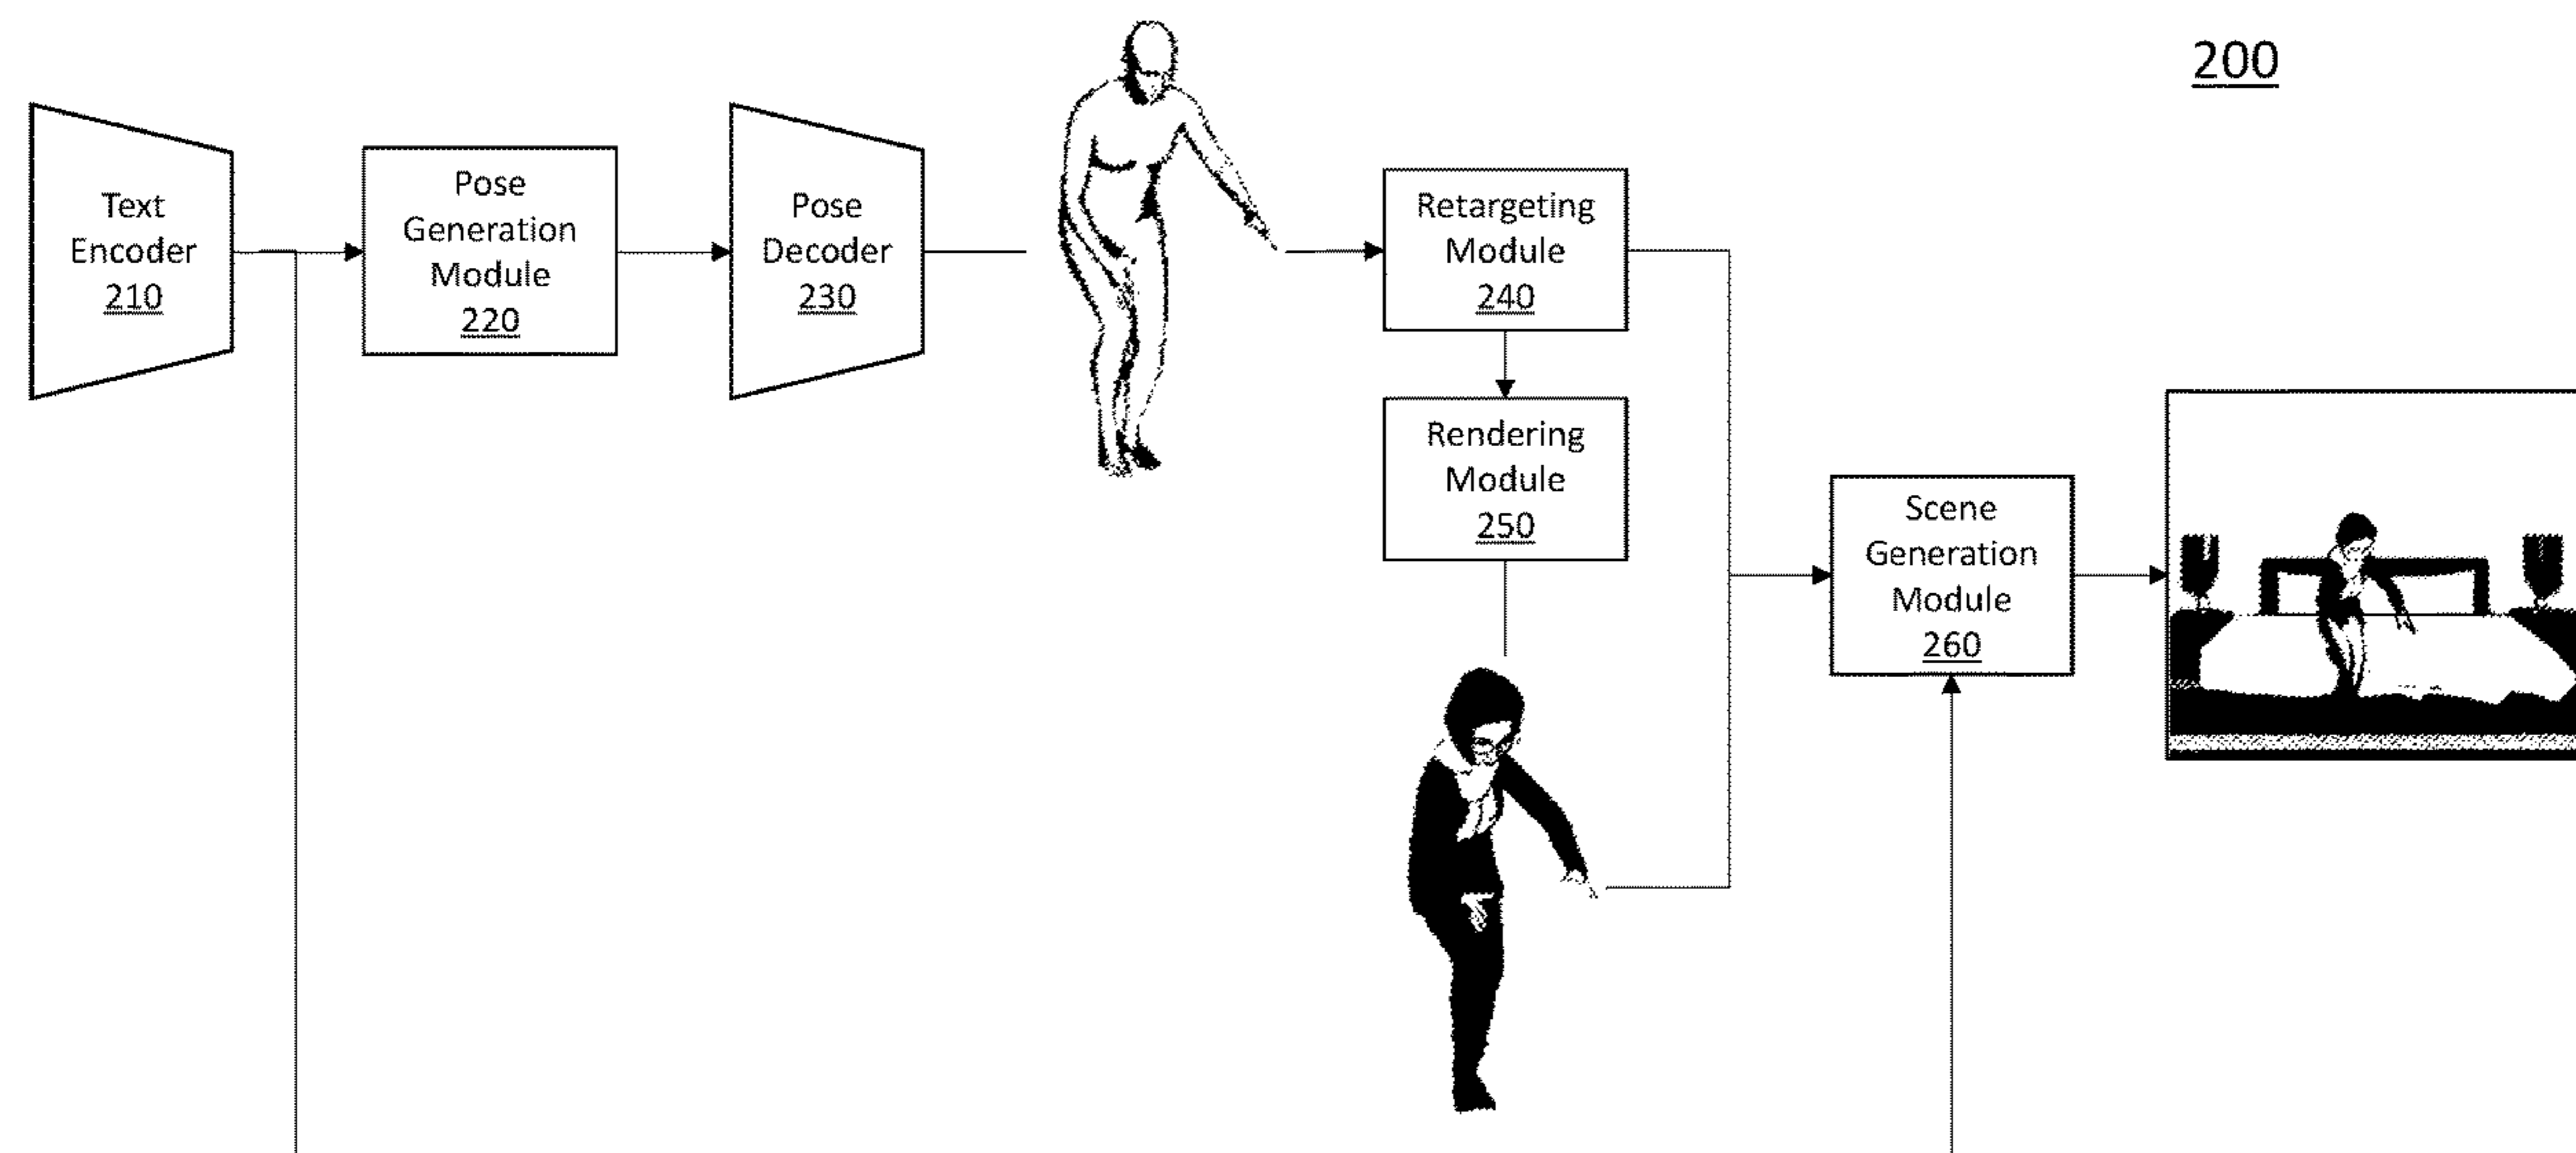 200
Text
Encoder
210
Pose
Generation
Module
220
Pose
Decoder
230
Retargeting
Module
240
Rendering
Module
250
Scene
Generation
Module
260